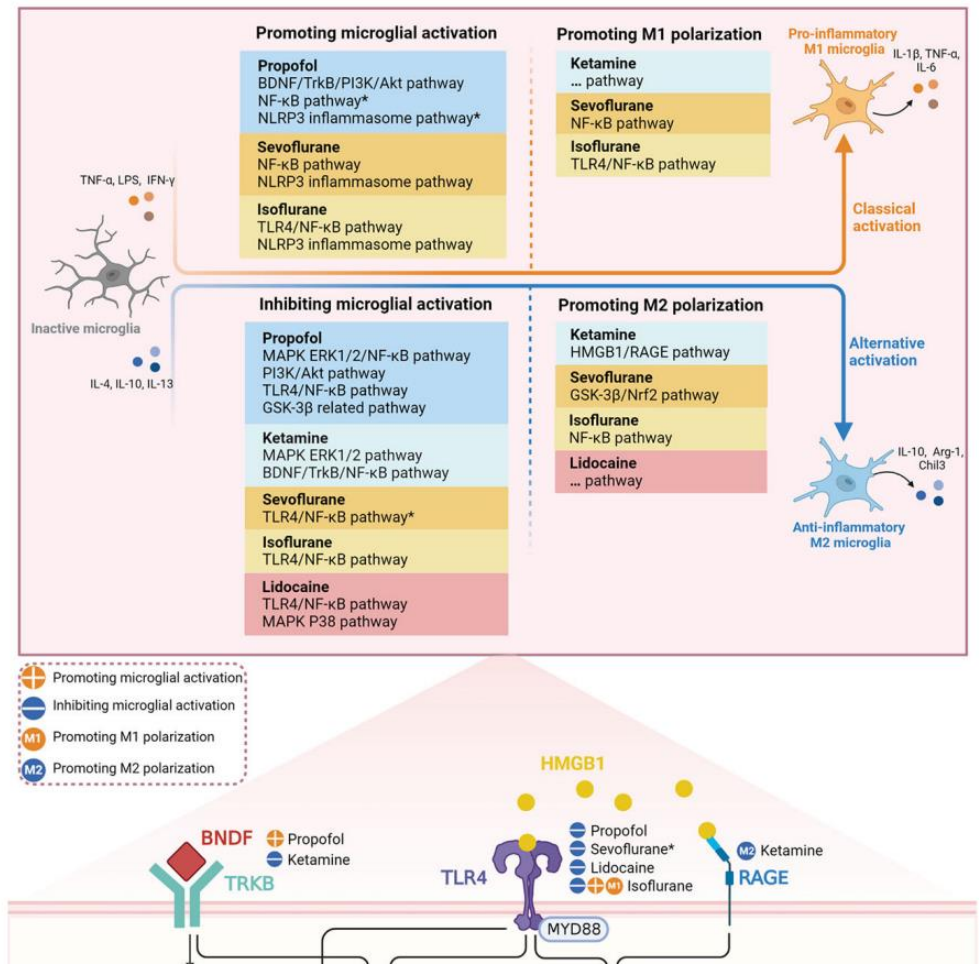 Promoting microglial activation
Propofol
BDNF/TrkB/PI3K/Akt pathway
NF-κB pathway*
NLRP3 inflammasome pathway*
Sevoflurane
NF-κB pathway
NLRP3 inflammasome pathway
Isoflurane
TLR4/NF-κB pathway
NLRP3 inflammasome pathway
Promoting M1 polarization
Ketamine
... pathway
Sevoflurane
NF-κB pathway
Isoflurane
TLR4/NF-κB pathway
Pro-inflammatory
M1 microglia
IL-1β, TNF-α,
IL-6
Classical
activation
TNF-α, LPS, IFN-γ
Inactive microglia
IL-4, IL-10, IL-13
Inhibiting microglial activation
Propofol
MAPK ERK1/2/NF-κB pathway
PI3K/Akt pathway
TLR4/NF-κB pathway
GSK-3β related pathway
Ketamine
MAPK ERK1/2 pathway
BDNF/TrkB/NF-κB pathway
Sevoflurane
TLR4/NF-κB pathway*
Isoflurane
TLR4/NF-κB pathway
Lidocaine
TLR4/NF-κB pathway
MAPK P38 pathway
Promoting M2 polarization
Ketamine
HMGB1/RAGE pathway
Sevoflurane
GSK-3β/Nrf2 pathway
Isoflurane
NF-κB pathway
Lidocaine
... pathway
Alternative
activation
IL-10, Arg-1,
Chil3
Anti-inflammatory
M2 microglia
Promoting microglial activation
Inhibiting microglial activation
M1 Promoting M1 polarization
M2 Promoting M2 polarization
HMGB1
BNDF
Propofol
Ketamine
TRKB
TLR4
Propofol
Sevoflurane*
Lidocaine
M1 Isoflurane
MYD88
M2 Ketamine
RAGE